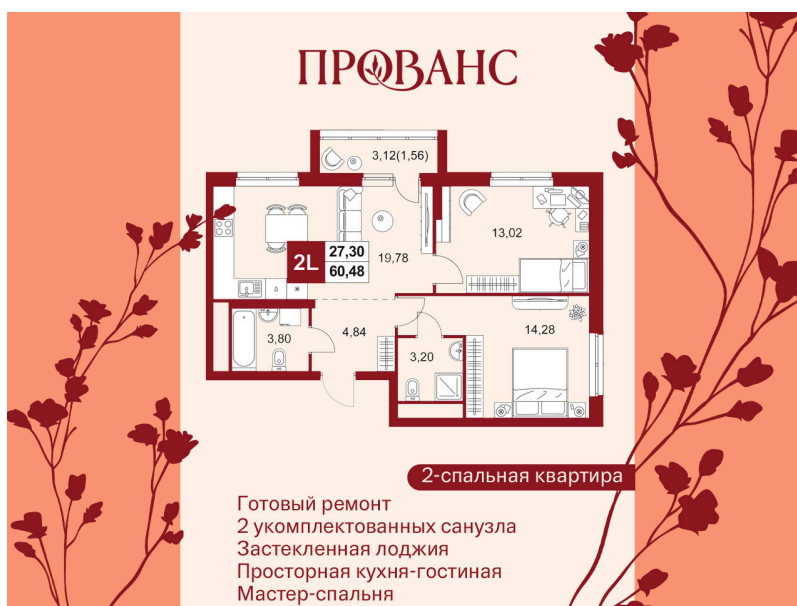 ПРОВАНС
3,12(1,56)
13,02
27,30
2L
60,48
19,78
3,80
4,84
3,20
14,28
2-спальная квартира
Готовый ремонт
2 укомплектованных санузла
Застекленная лоджия
Просторная кухня-гостиная
Мастер-спальня